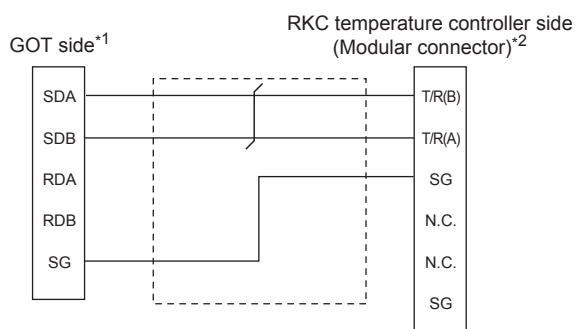 RKC temperature controller side
(Modular connector)*2
GOT side*1
SDA
SDB
RDA
RDB
SG
T/R(B)
T/R(A)
SG
N.C.
N.C.
SG